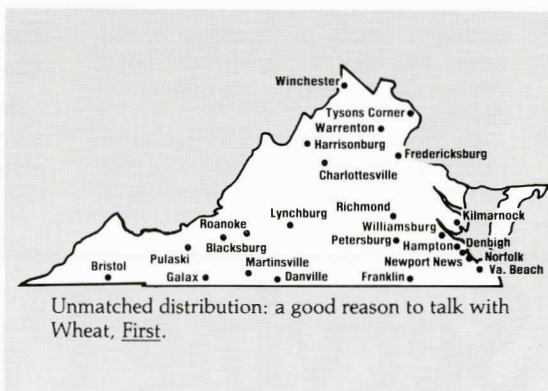 Winchester
Tysons Corner
Warrenton
Harrisonburg
Fredericksburg
Charlottesville
Richmond
Kilmarnock
Lynchburg
Williamsburg
Roanoke
Petersburg
Hampton
Denbigh
Blacksburg
Norfolk
Pulaski
Martinsville
Newport News
Va. Beach
Bristol
Galax
Danville
Franklin
Unmatched distribution: a good reason to talk with
Wheat, First.